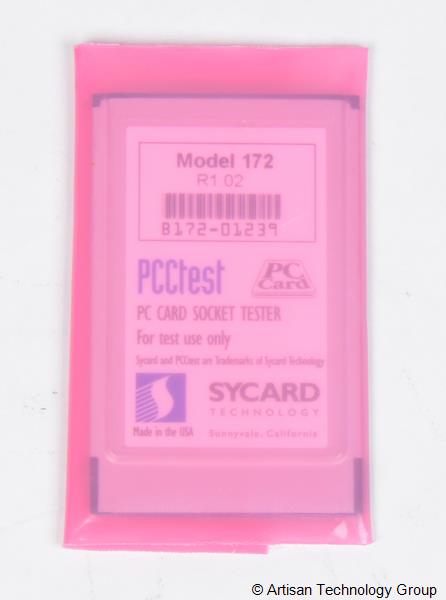 Model 172
R1.02
B172-01239
PCCtest
PC Card
PC CARD SOCKET TESTER
For test use only
Sycard and PCCtest are Trademarks of Sycard Technology
SYCARD
TECHNOLOGY
Made in the USA
Sunnyvale, California
© Artisan Technology Group